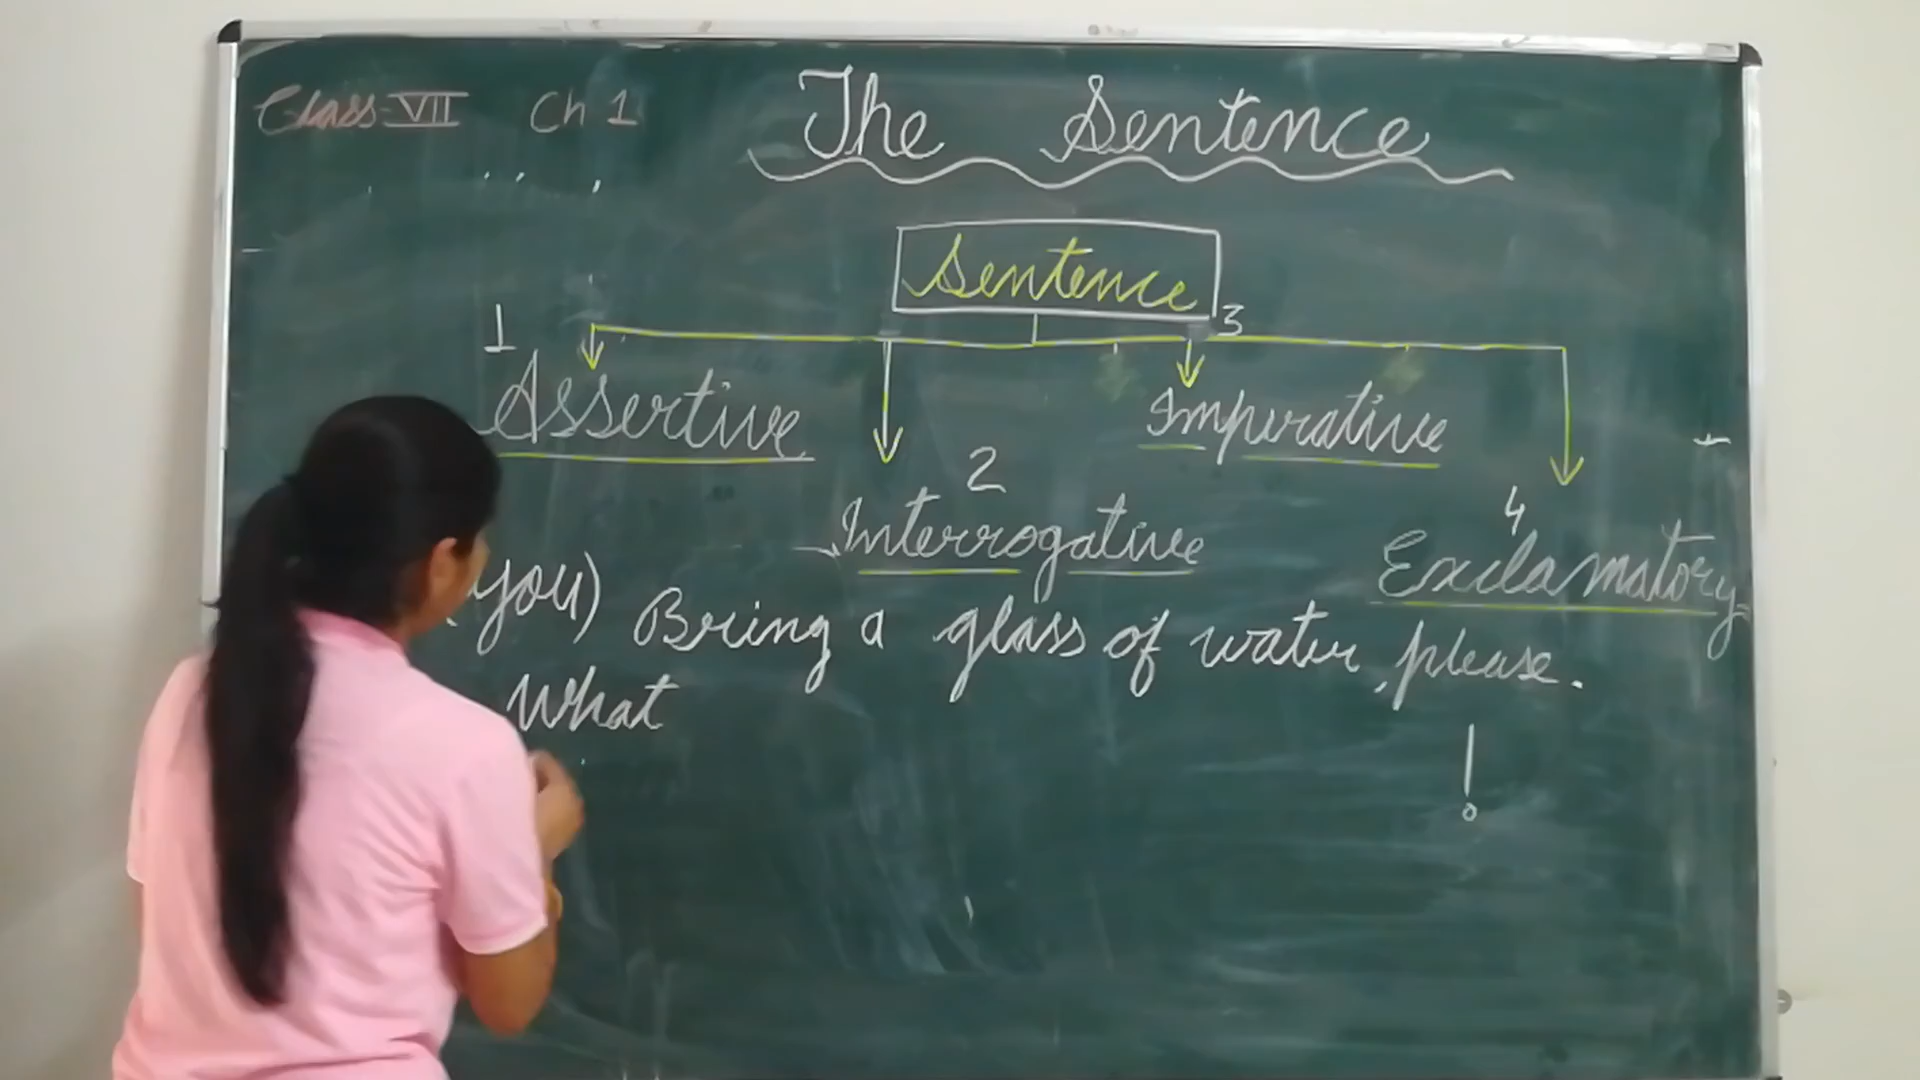 Class-VII Ch 1
The Sentence
Sentence
1 3
Assertive Imperative
2 4
Interrogative Exclamatory
(you) Bring a glass of water, please.
What
!